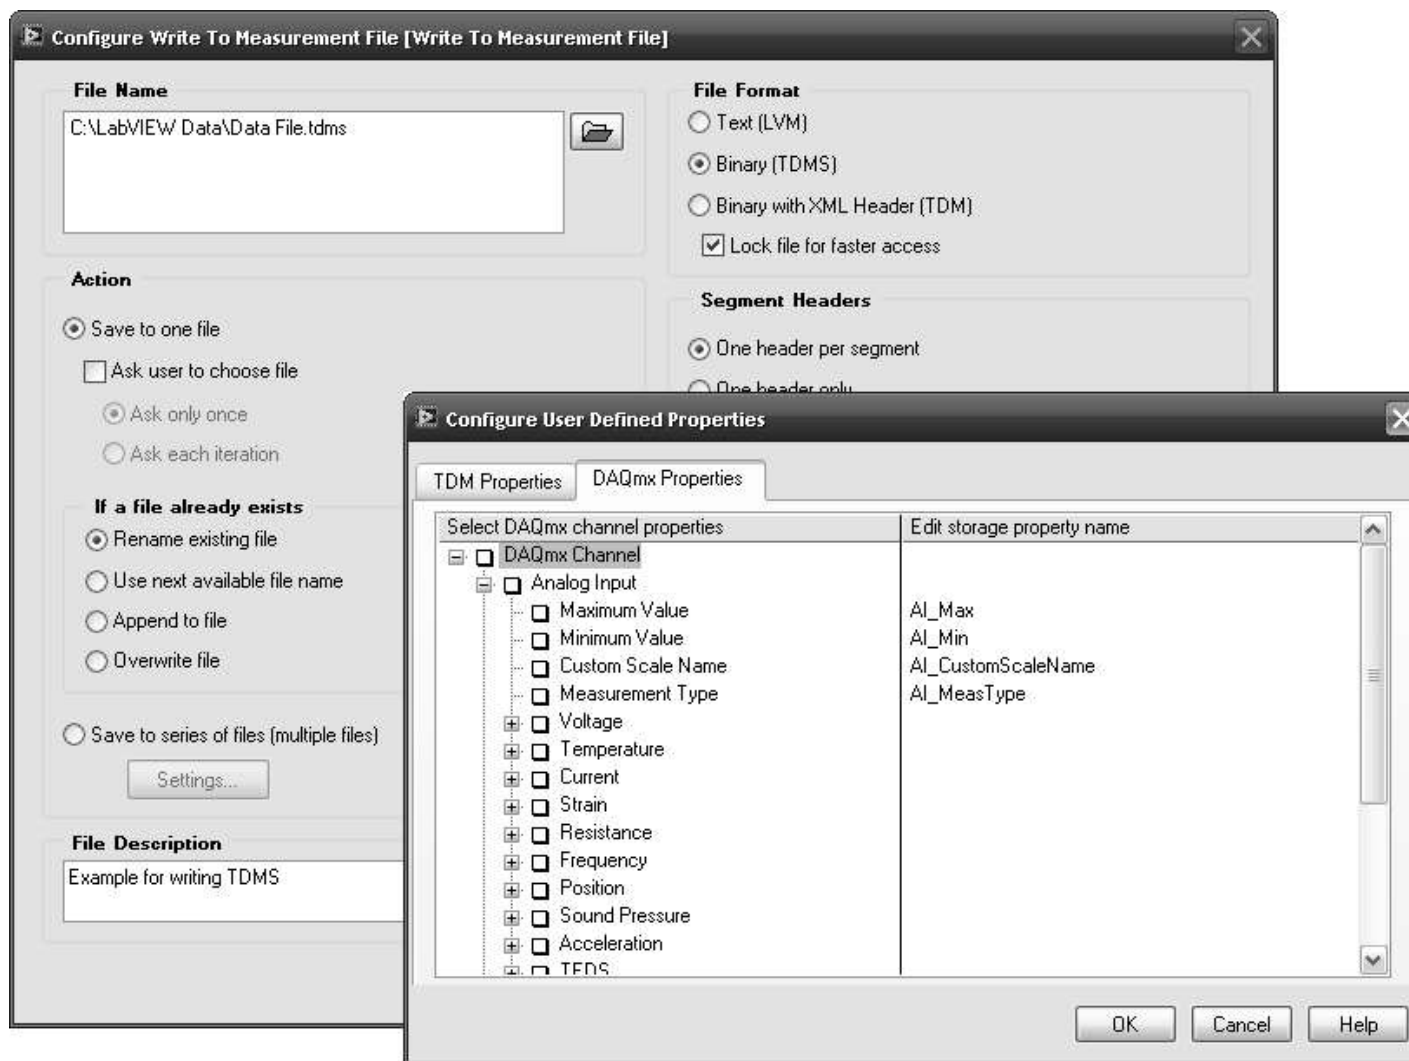 Configure Write To Measurement File [Write To Measurement File]
File Name
C:\LabVIEW Data\Data File.tdms
File Format
Text (LVM)
Binary (TDMS)
Binary with XML Header (TDM)
Lock file for faster access
Action
Save to one file
Ask user to choose file
Ask only once
Ask each iteration
If a file already exists
Rename existing file
Use next available file name
Append to file
Overwrite file
Save to series of files (multiple files)
Settings...
File Description
Example for writing TDMS
Segment Headers
One header per segment
One header only
Configure User Defined Properties
TDM Properties
DAQmx Properties
Select DAQmx channel properties
Edit storage property name
DAQmx Channel
Analog Input
Maximum Value AI_Max
Minimum Value AI_Min
Custom Scale Name AI_CustomScaleName
Measurement Type AI_MeasType
Voltage
Temperature
Current
Strain
Resistance
Frequency
Position
Sound Pressure
Acceleration
TEDS
OK Cancel Help